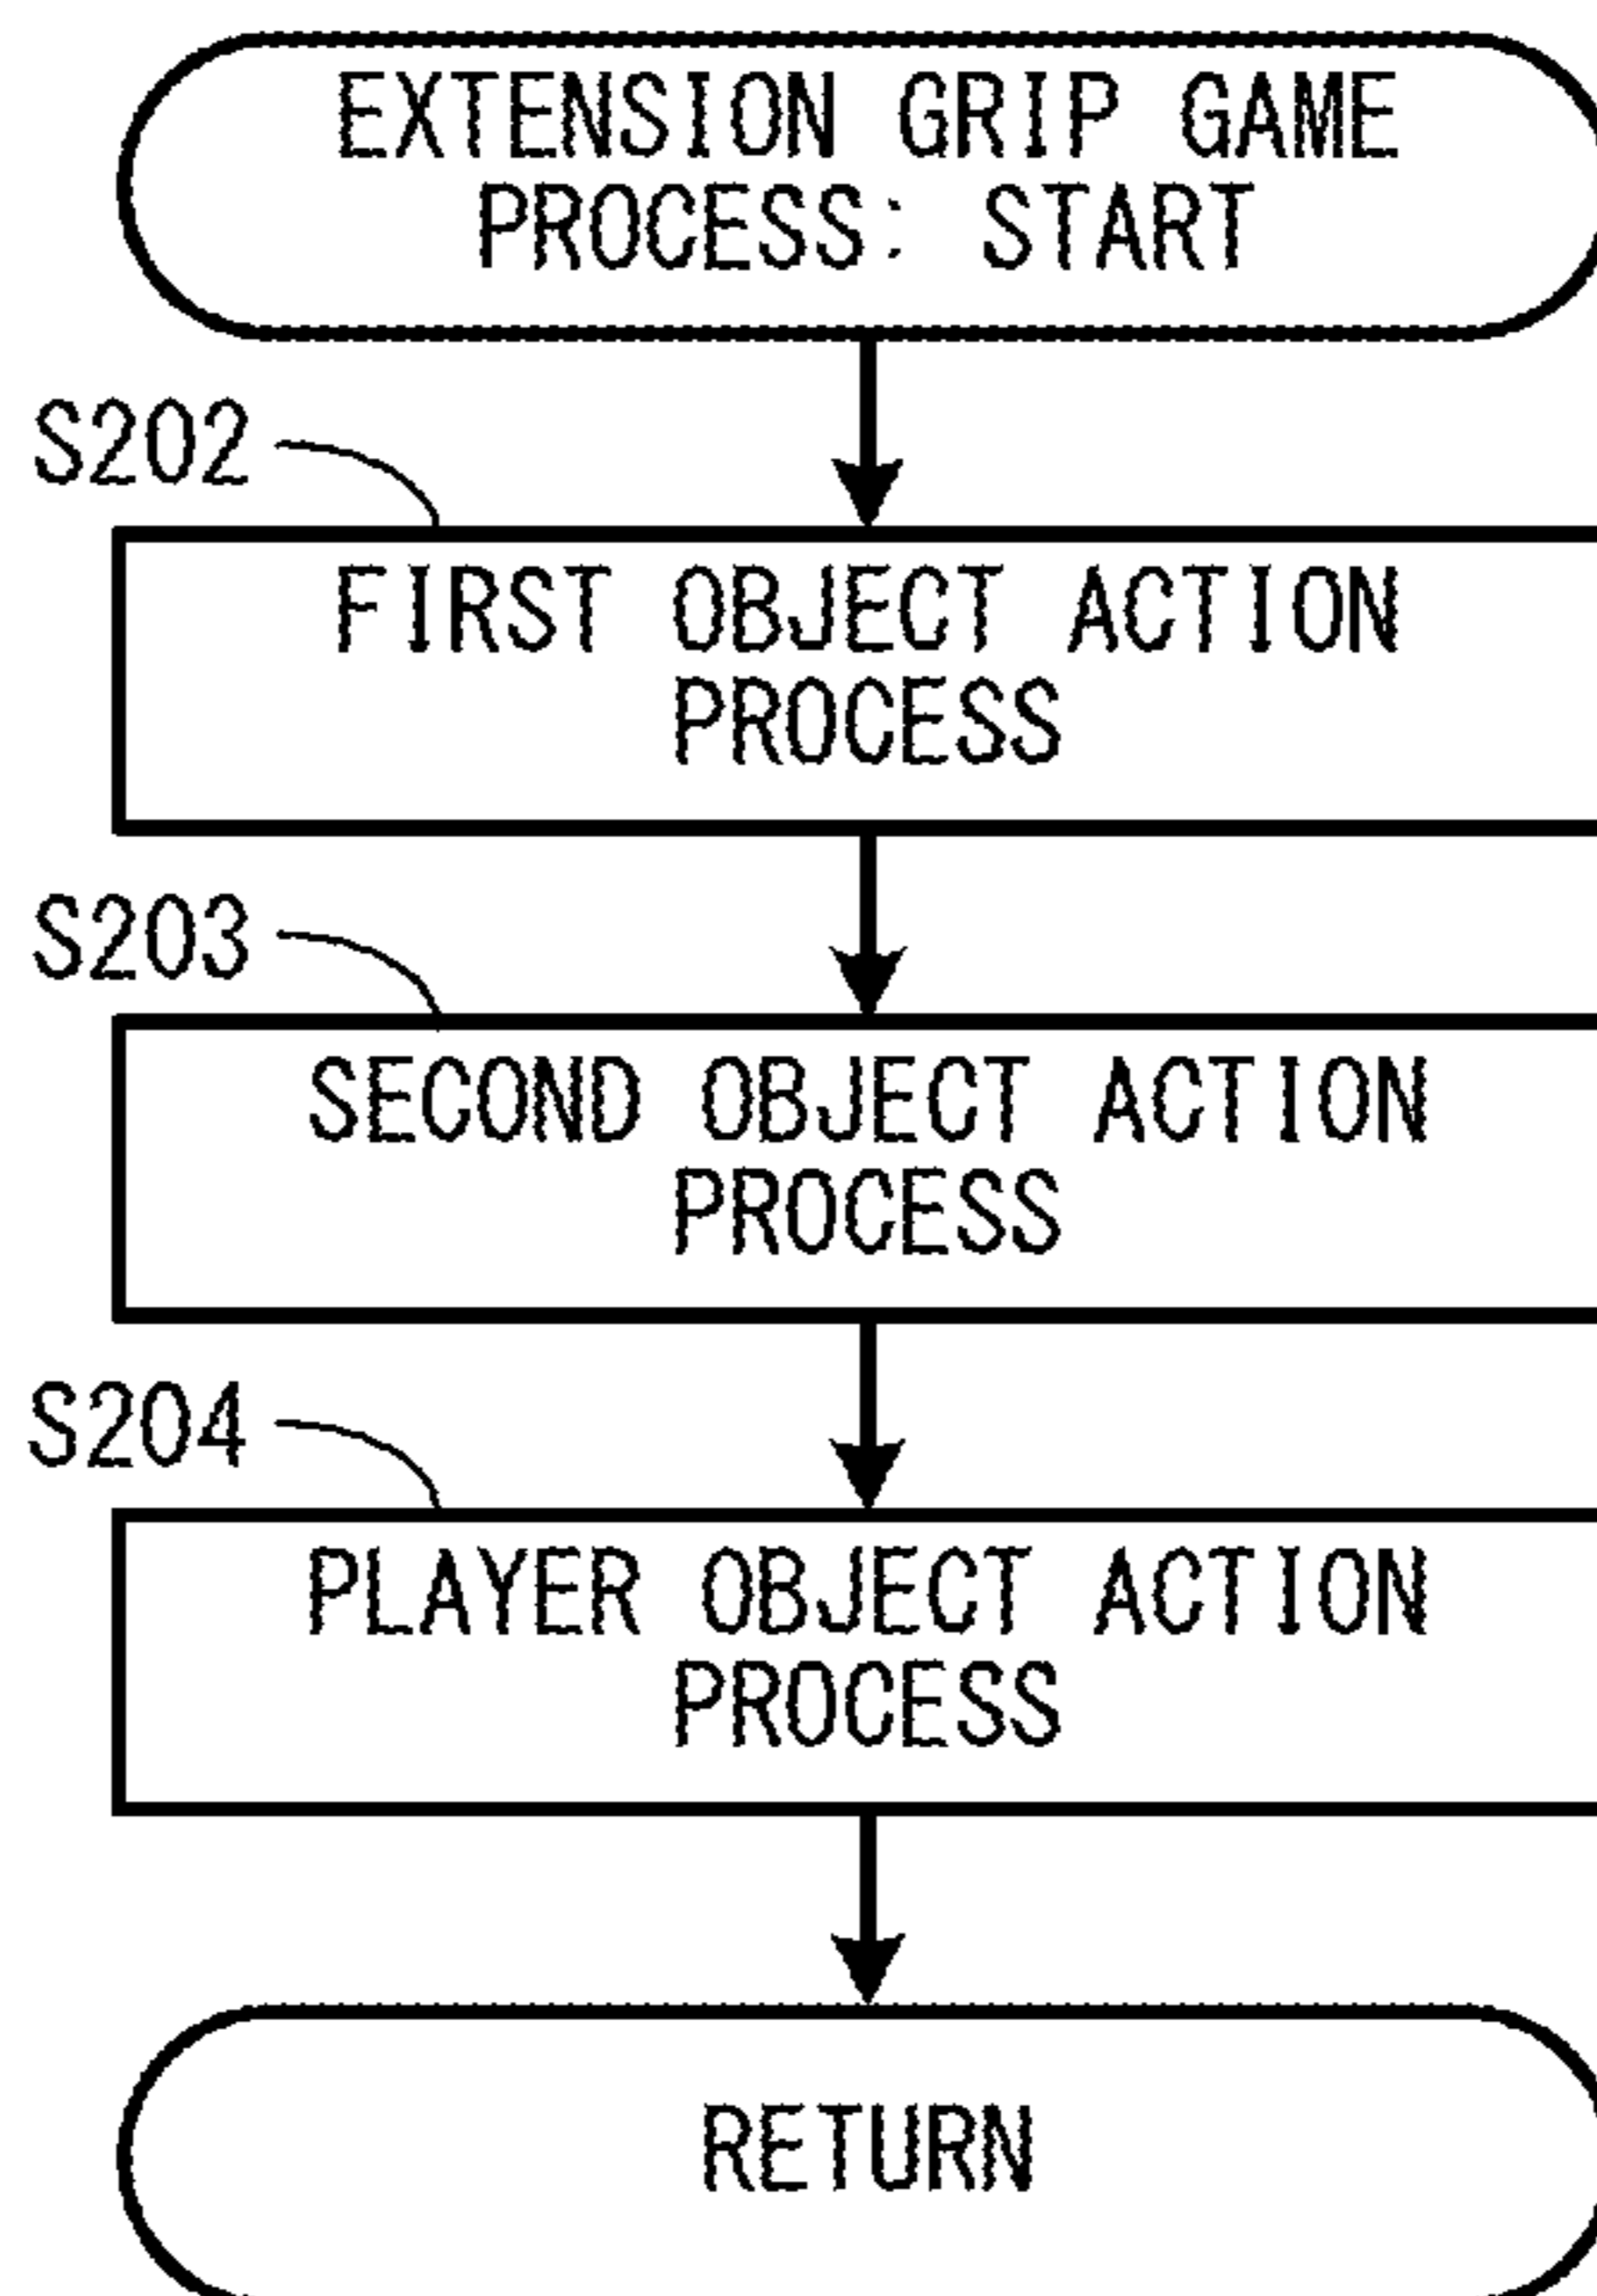 EXTENSION GRIP GAME
PROCESS: START
S202
FIRST OBJECT ACTION
PROCESS
S203
SECOND OBJECT ACTION
PROCESS
S204
PLAYER OBJECT ACTION
PROCESS
RETURN